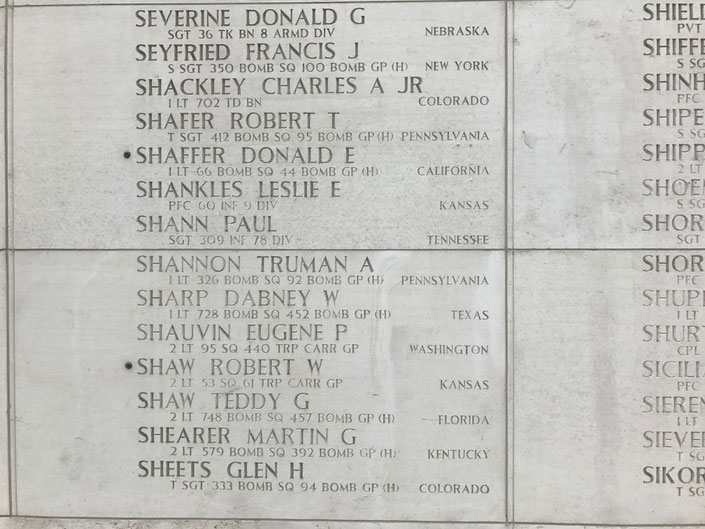 SEVERINE DONALD G
SGT 36 TK BN 8 ARMD DIV NEBRASKA
SEYFRIED FRANCIS J
S SGT 350 BOMB SQ 100 BOMB GP (H) NEW YORK
SHACKLEY CHARLES A JR
1 LT 702 TD BN COLORADO
SHAFER ROBERT T
T SGT 412 BOMB SQ 95 BOMB GP (H) PENNSYLVANIA
• SHAFFER DONALD E
1 LT 66 BOMB SQ 44 BOMB GP (H) CALIFORNIA
SHANKLES LESLIE E
PFC 60 INF 9 DIV KANSAS
SHANN PAUL
SGT 309 INF 78 DIV TENNESSEE
SHANNON TRUMAN A
1 LT 326 BOMB SQ 92 BOMB GP (H) PENNSYLVANIA
SHARP DABNEY W
1 LT 728 BOMB SQ 452 BOMB GP (H) TEXAS
SHAUVIN EUGENE P
2 LT 95 SQ 440 TRP CARR GP WASHINGTON
• SHAW ROBERT W
2 LT 53 SQ 61 TRP CARR GP KANSAS
SHAW TEDDY G
2 LT 748 BOMB SQ 457 BOMB GP (H) FLORIDA
SHEARER MARTIN G
2 LT 579 BOMB SQ 392 BOMB GP (H) KENTUCKY
SHEETS GLEN H
T SGT 333 BOMB SQ 94 BOMB GP (H) COLORADO
SHIEL
PVT
SHIFFE
S SG
SHINH
PFC
SHIPE
S SG
SHIPP
2 LT
SHOEM
S SG
SHOR
SGT
SHOR
PFC
SHUP
1 LT
SHUR
CPL
SICILI
PFC
SIEREN
1 LT
SIEVER
T SG
SIKOR
T SG